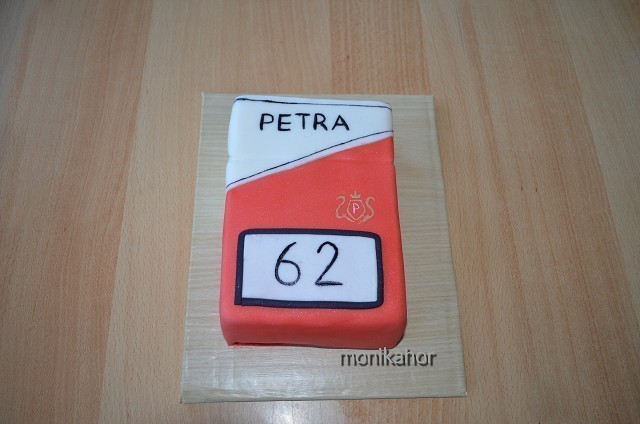 PETRA
P
62
monikahor